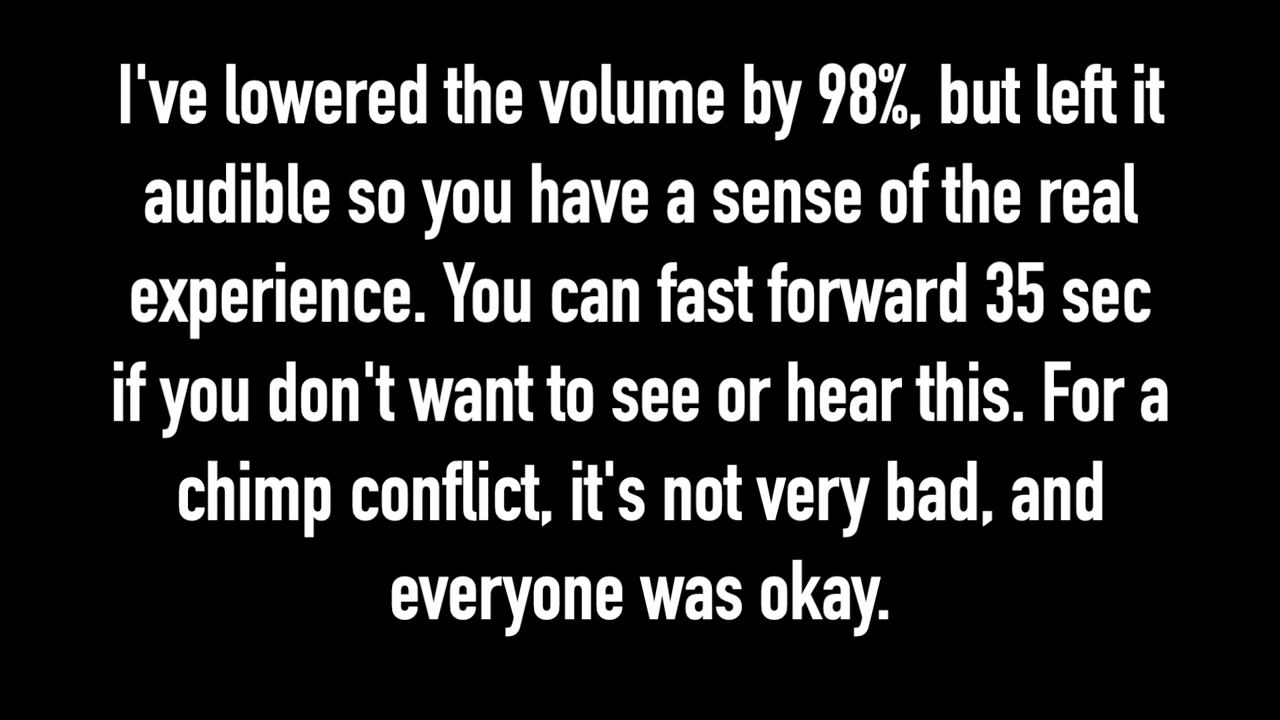 I've lowered the volume by 98%, but left it
audible so you have a sense of the real
experience. You can fast forward 35 sec
if you don't want to see or hear this. For a
chimp conflict, it's not very bad, and
everyone was okay.